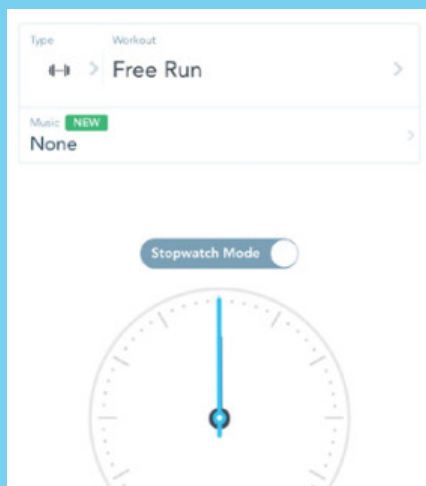 Type Workout
Free Run
Music NEW
None
Stopwatch Mode